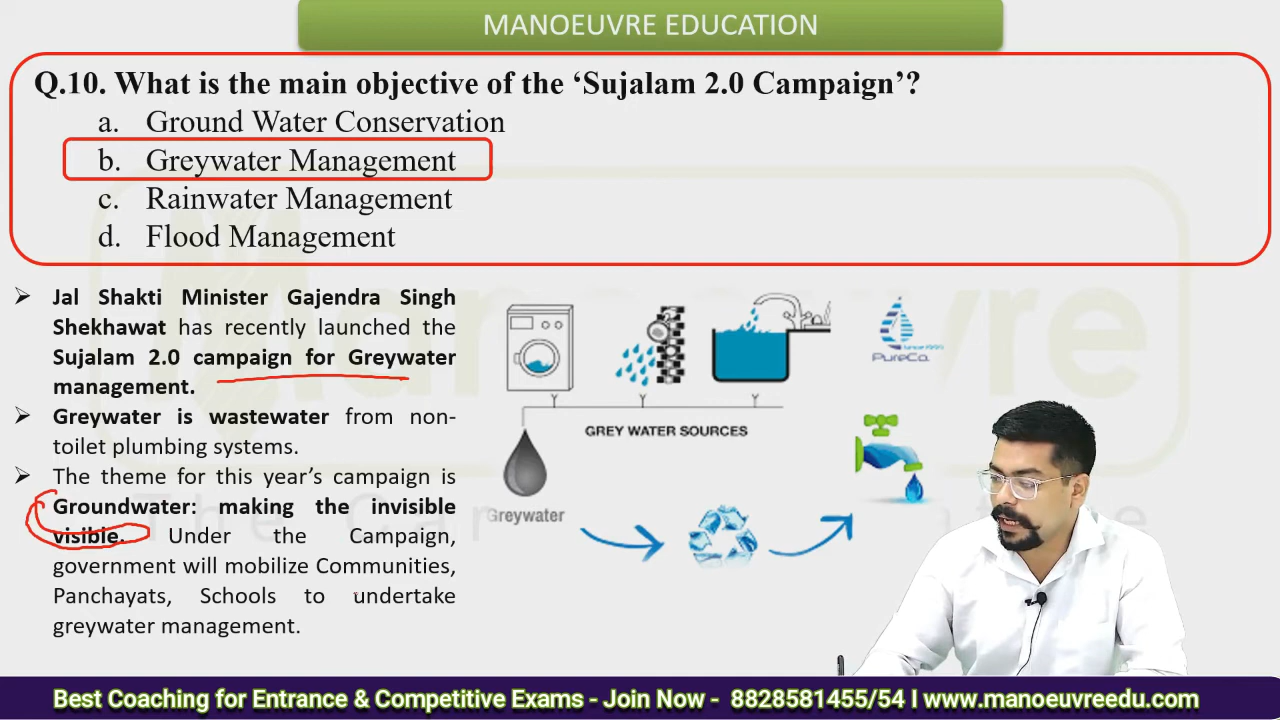 MANOEUVRE EDUCATION
Q.10. What is the main objective of the ‘Sujalam 2.0 Campaign’?
a. Ground Water Conservation
b. Greywater Management
c. Rainwater Management
d. Flood Management
➢ Jal Shakti Minister Gajendra Singh
Shekhawat has recently launched the
Sujalam 2.0 campaign for Greywater
management.
➢ Greywater is wastewater from non-
toilet plumbing systems.
➢ The theme for this year’s campaign is
Groundwater: making the invisible
visible. Under the Campaign,
government will mobilize Communities,
Panchayats, Schools to undertake
greywater management.
PureCo.
GREY WATER SOURCES
Greywater
Best Coaching for Entrance & Competitive Exams - Join Now - 8828581455/54 I www.manoeuvreedu.com